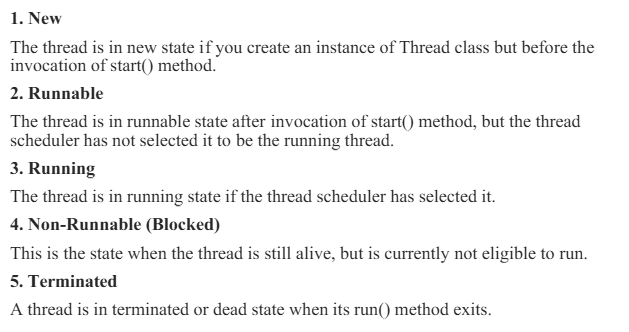 1. New
The thread is in new state if you create an instance of Thread class but before the
invocation of start() method.
2. Runnable
The thread is in runnable state after invocation of start() method, but the thread
scheduler has not selected it to be the running thread.
3. Running
The thread is in running state if the thread scheduler has selected it.
4. Non-Runnable (Blocked)
This is the state when the thread is still alive, but is currently not eligible to run.
5. Terminated
A thread is in terminated or dead state when its run() method exits.